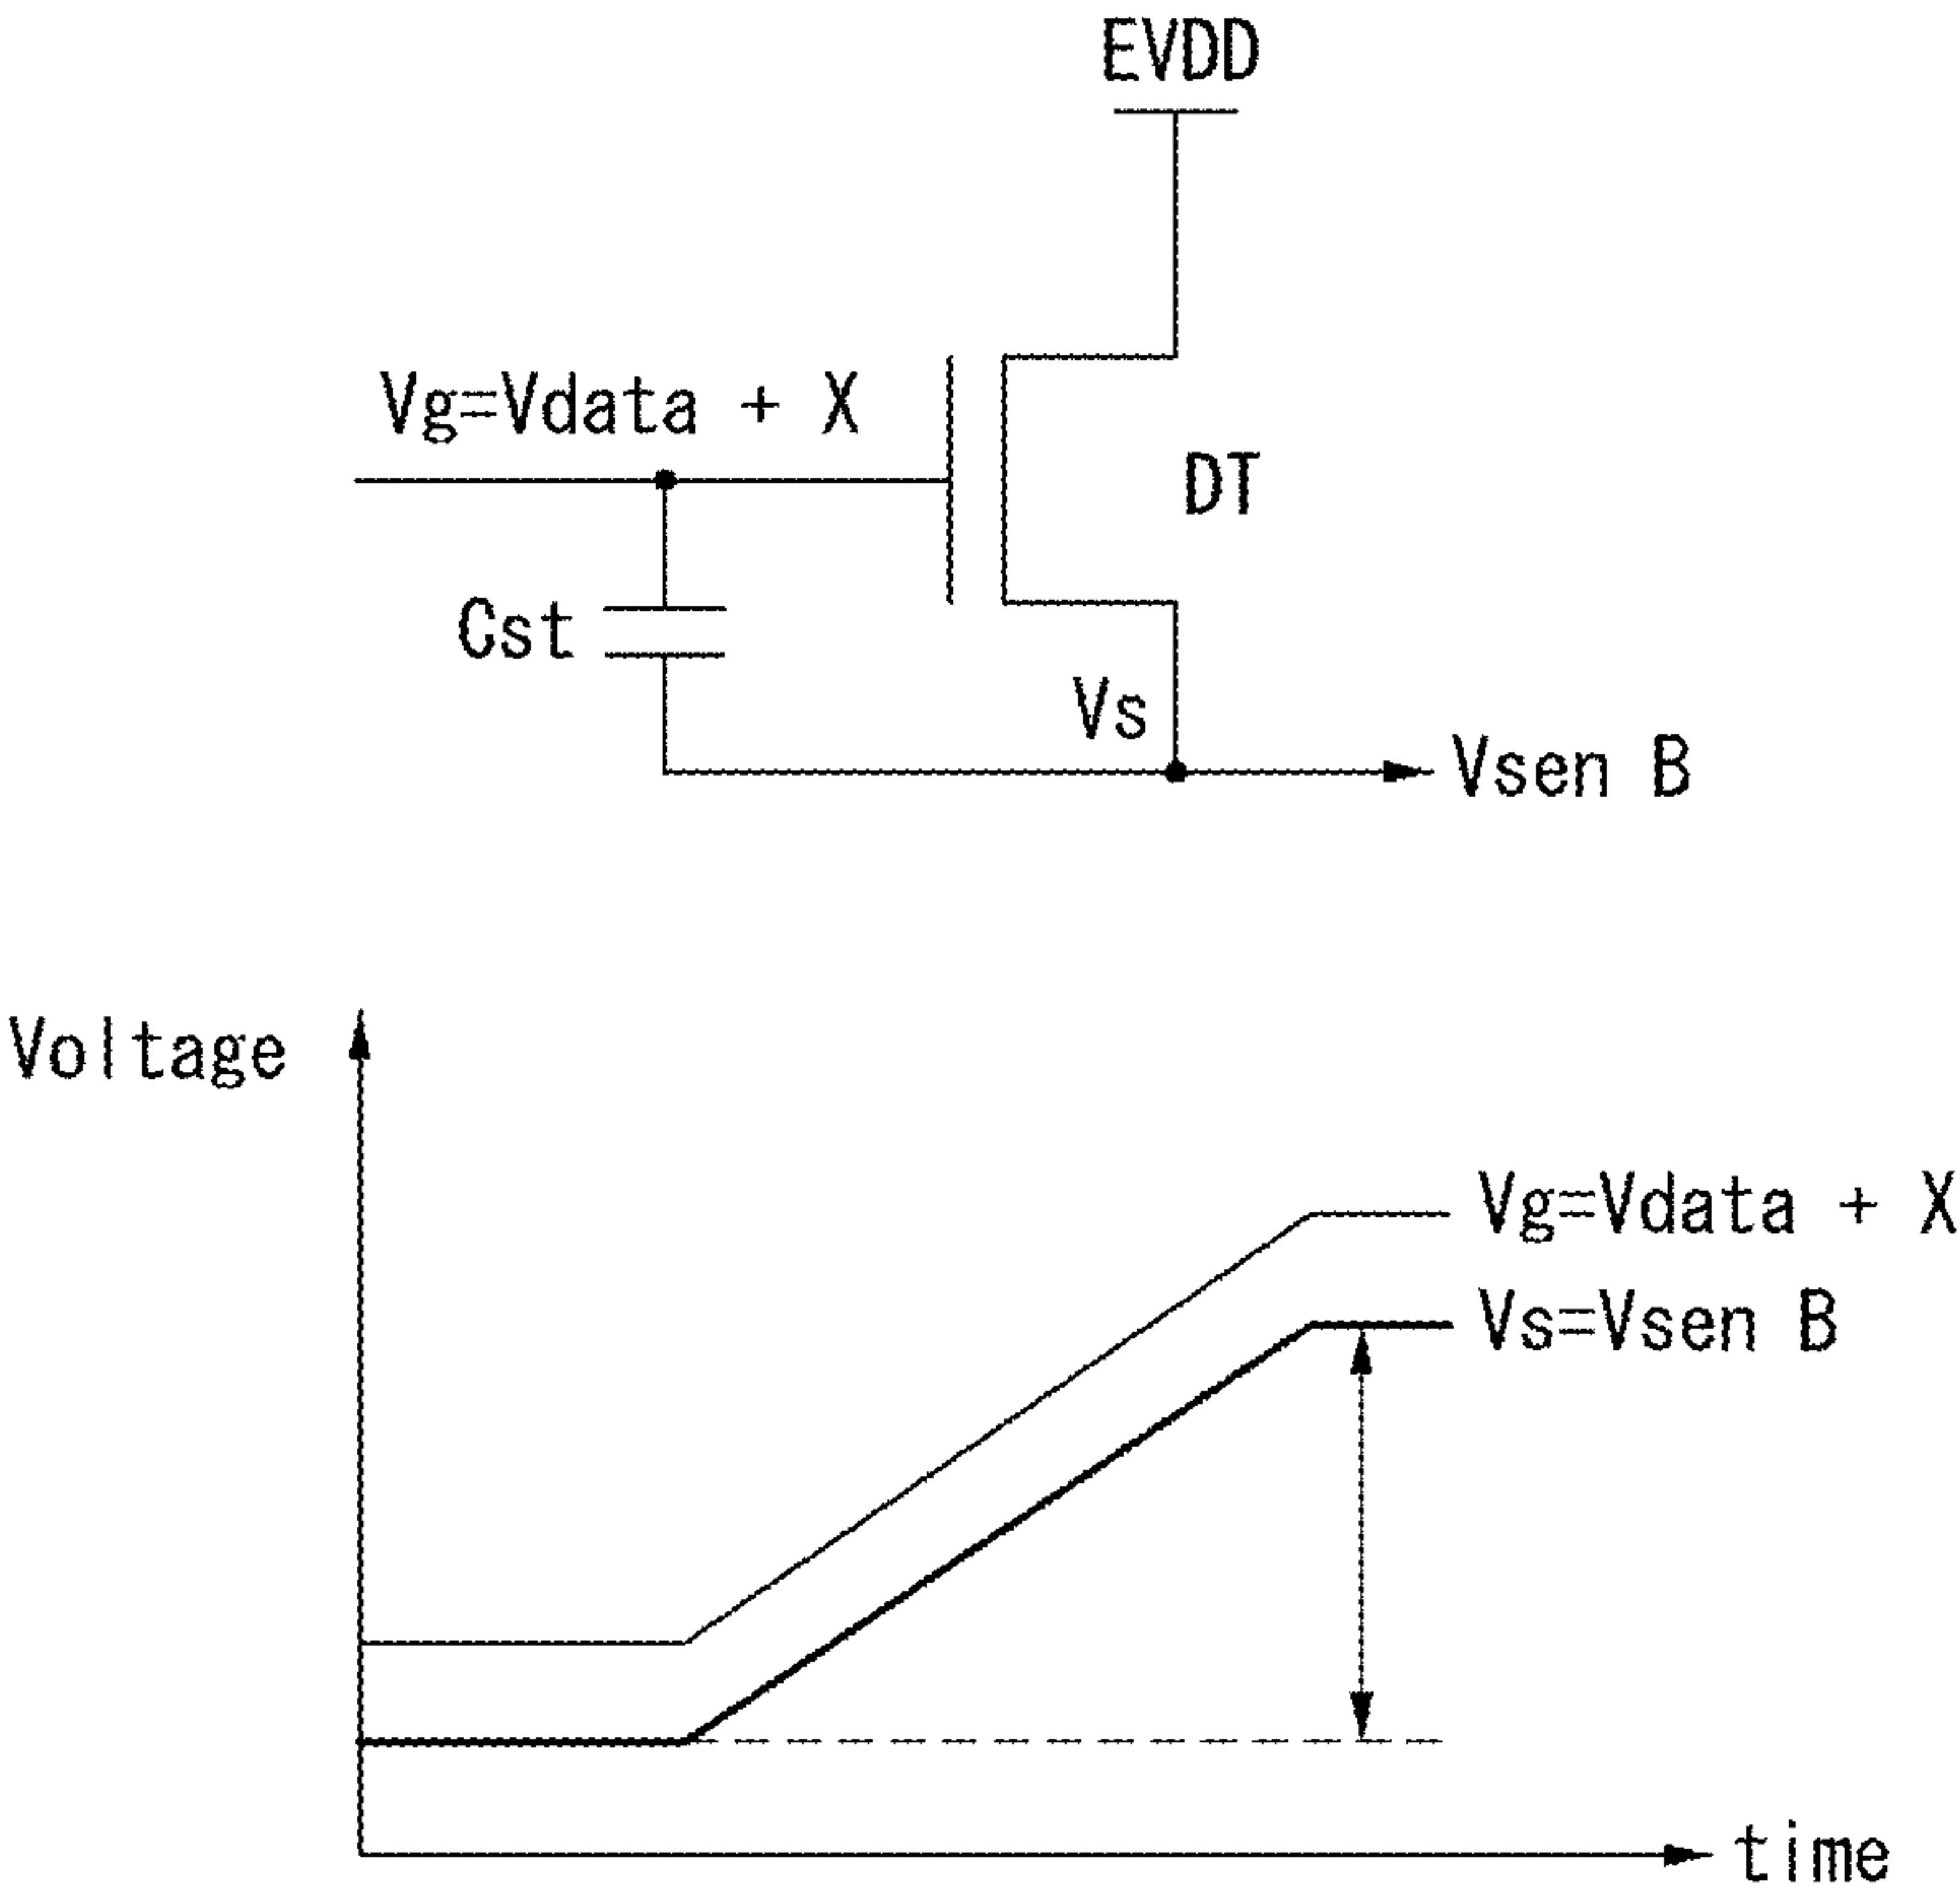 EVDD
Vg=Vdata + X
DT
Cst
Vs
Vsen B
Voltage
Vg=Vdata + X
Vs=Vsen B
time